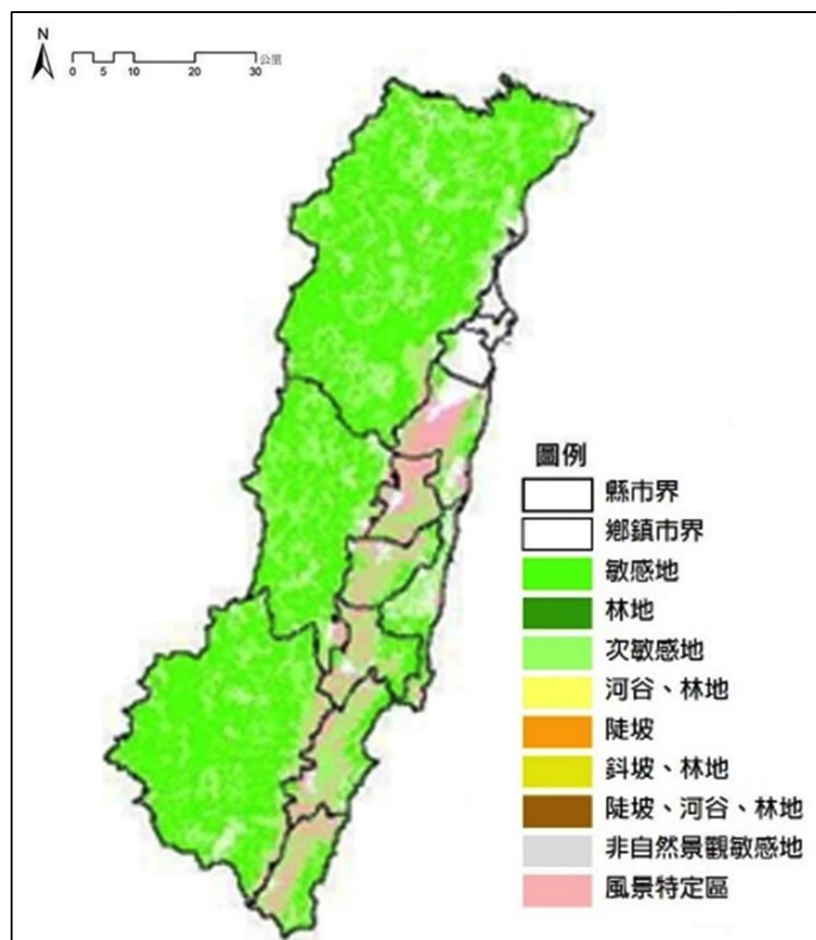 N
0 5 10 20 30 公里
圖例
縣市界
鄉鎮市界
敏感地
林地
次敏感地
河谷、林地
陡坡
斜坡、林地
陡坡、河谷、林地
非自然景觀敏感地
風景特定區